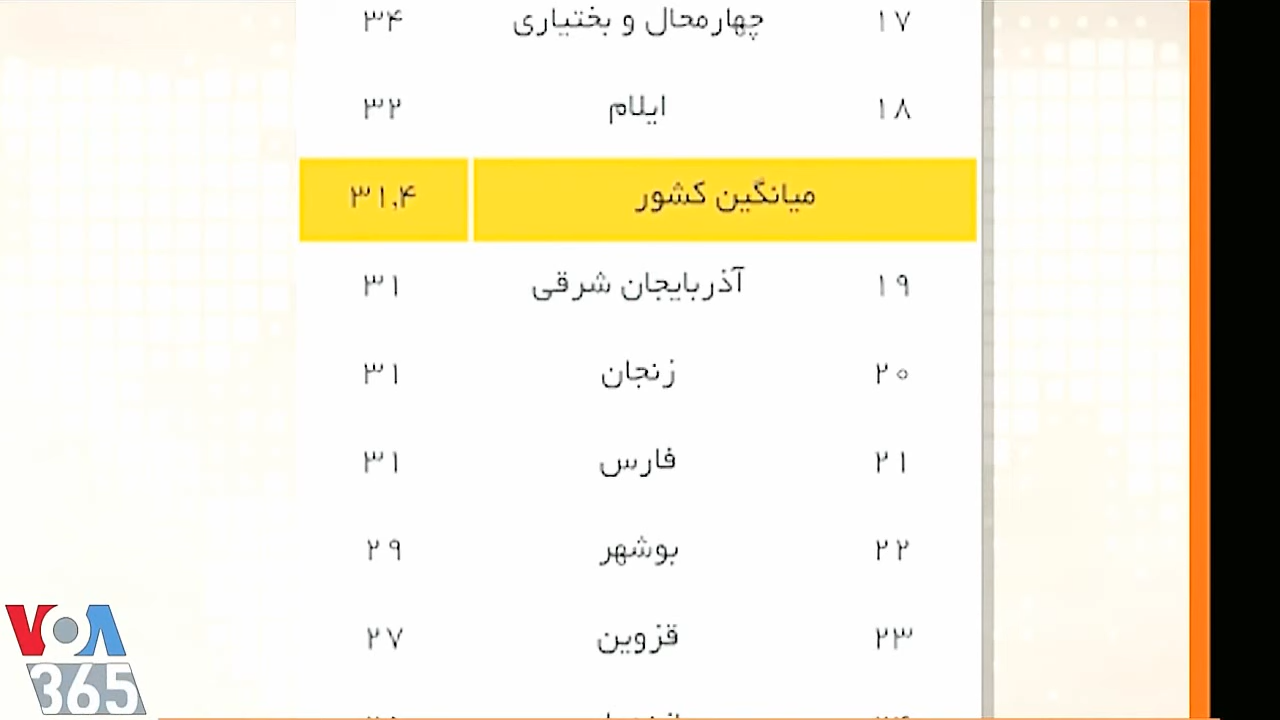 ۱۷ چهارمحال و بختیاری ۳۴
۱۸ ایلام ۳۲
میانگین کشور ۳۱.۴
۱۹ آذربایجان شرقی ۳۱
۲۰ زنجان ۳۱
۲۱ فارس ۳۱
۲۲ بوشهر ۲۹
۲۳ قزوین ۲۷
VOA
365